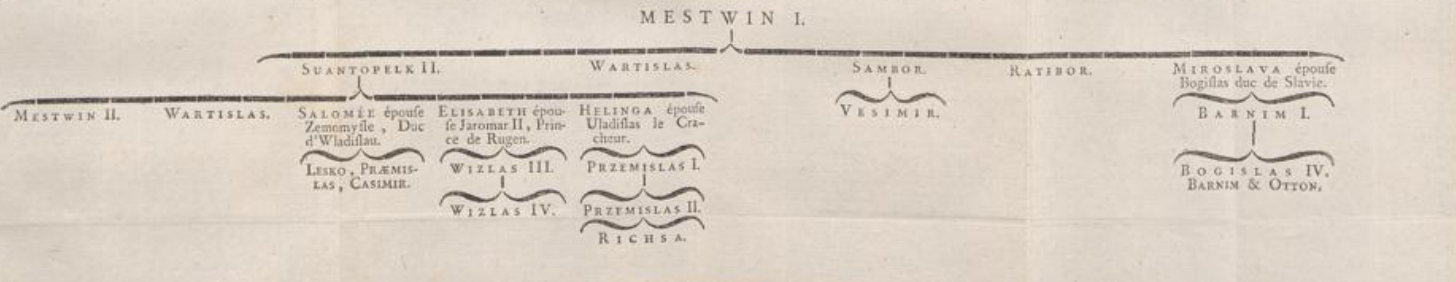 MESTWIN I.
SUANTOPELK II.
WARTISLAS.
SAMBOR.
RATIBOR.
MIROSLAVA épouſe
Bogiſlas duc de Slavie.
MESTWIN II.
WARTISLAS.
SALOMÉE épouſe
Zemomyſle, Duc
d'Wladiſlau.
ELISABETH épou-
ſe Jaromar II, Prin-
ce de Rugen.
HELINGA épouſe
Uladiſlas le Cra-
cheur.
VESIMIR.
BARNIM I.
LESKO, PRÆMIS-
LAS, CASIMIR.
WIZLAS III.
PRZEMISLAS I.
BOGISLAS IV,
BARNIM & OTTON,
WIZLAS IV.
PRZEMISLAS II.
RICHSA.